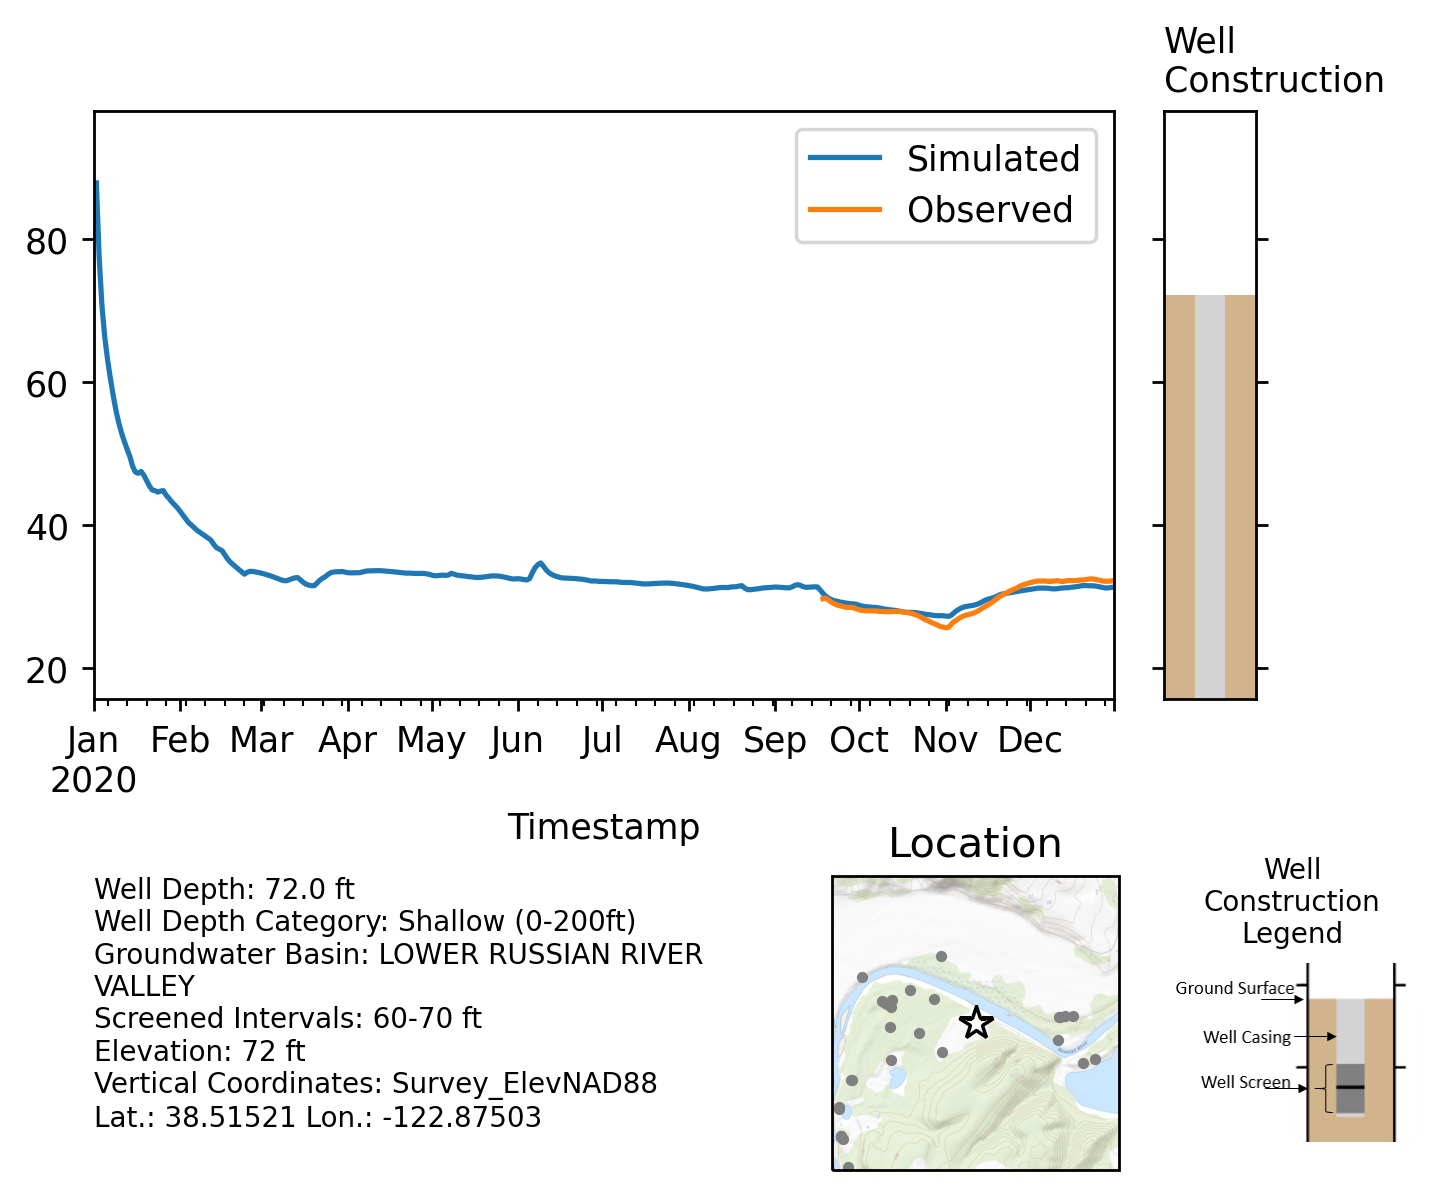 Well
Construction
Simulated
Observed
80
60
40
20
Jan Feb Mar Apr May Jun Jul Aug Sep Oct Nov Dec
2020
Timestamp
Well Depth: 72.0 ft
Well Depth Category: Shallow (0-200ft)
Groundwater Basin: LOWER RUSSIAN RIVER
VALLEY
Screened Intervals: 60-70 ft
Elevation: 72 ft
Vertical Coordinates: Survey_ElevNAD88
Lat.: 38.51521 Lon.: -122.87503
Location
Well
Construction
Legend
Ground Surface
Well Casing
Well Screen